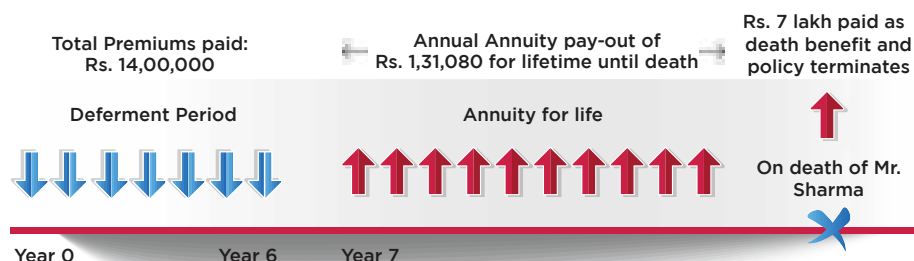 Total Premiums paid:
Rs. 14,00,000
Annual Annuity pay-out of
Rs. 1,31,080 for lifetime until death
Rs. 7 lakh paid as
death benefit and
policy terminates
Deferment Period
Annuity for life
On death of Mr.
Sharma
Year 0
Year 6
Year 7